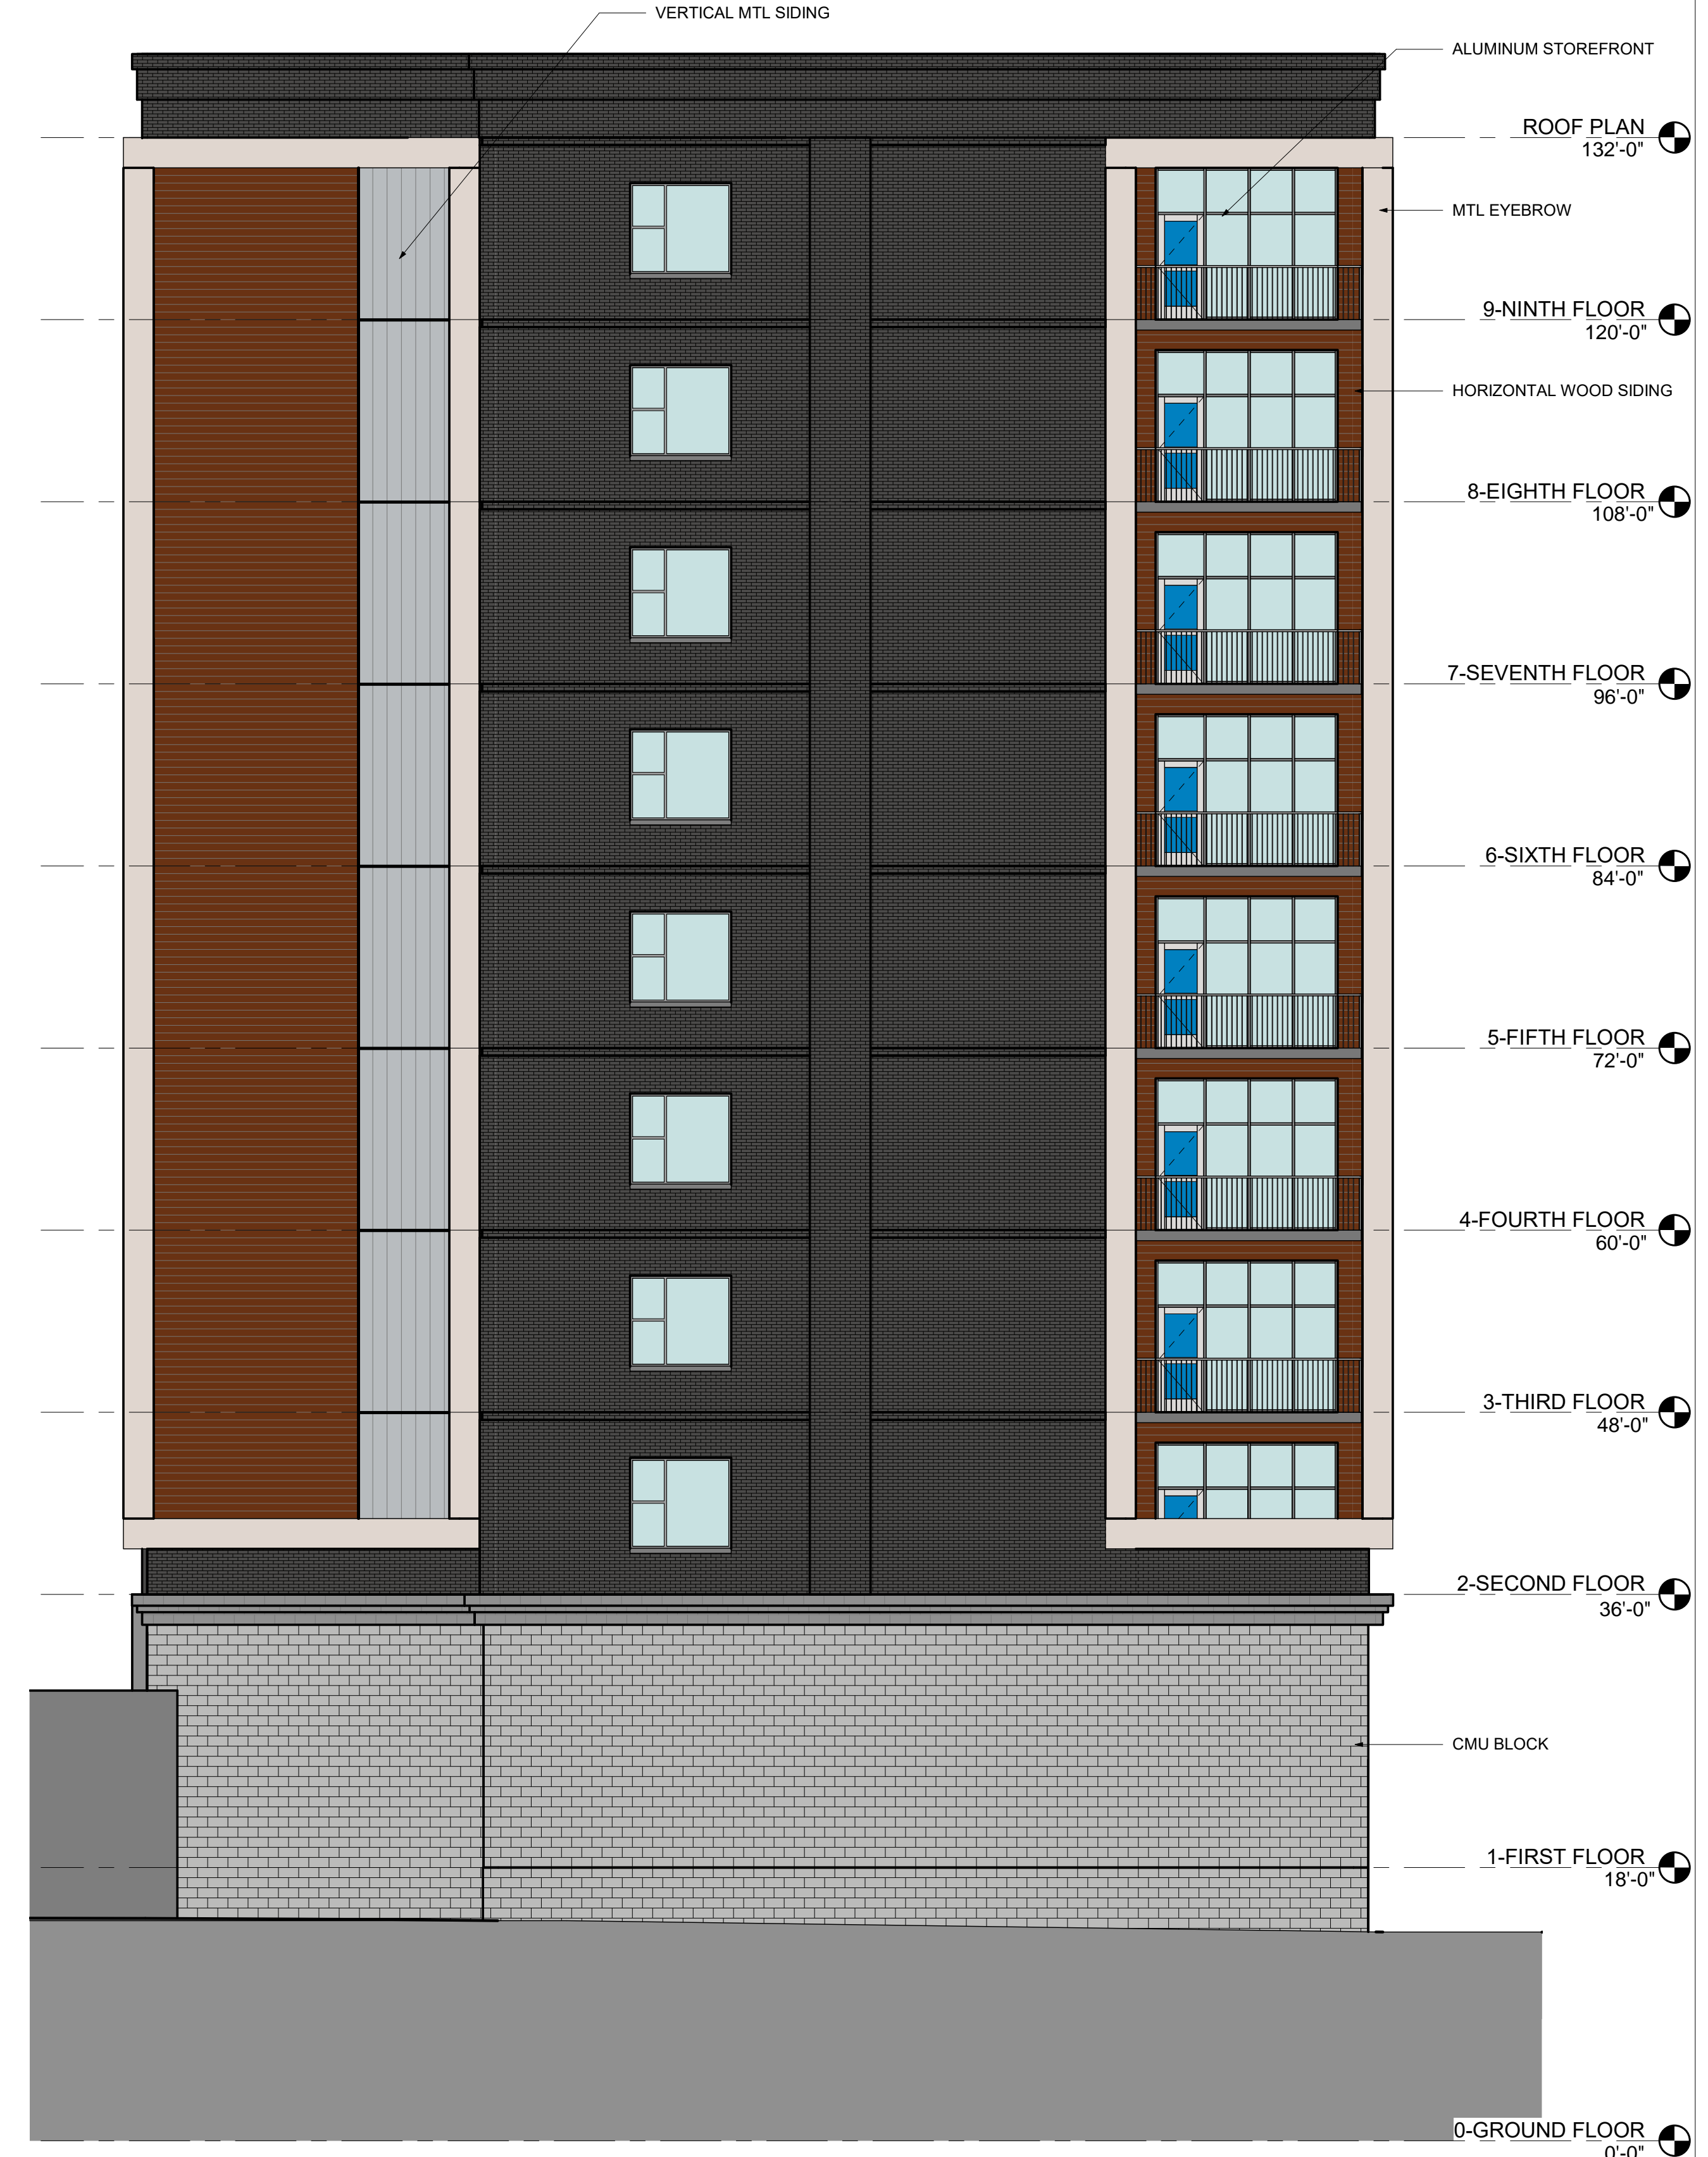 VERTICAL MTL SIDING
ALUMINUM STOREFRONT
ROOF PLAN
132'-0"
MTL EYEBROW
9-NINTH FLOOR
120'-0"
HORIZONTAL WOOD SIDING
8-EIGHTH FLOOR
108'-0"
7-SEVENTH FLOOR
96'-0"
6-SIXTH FLOOR
84'-0"
5-FIFTH FLOOR
72'-0"
4-FOURTH FLOOR
60'-0"
3-THIRD FLOOR
48'-0"
2-SECOND FLOOR
36'-0"
CMU BLOCK
1-FIRST FLOOR
18'-0"
0-GROUND FLOOR
0'-0"